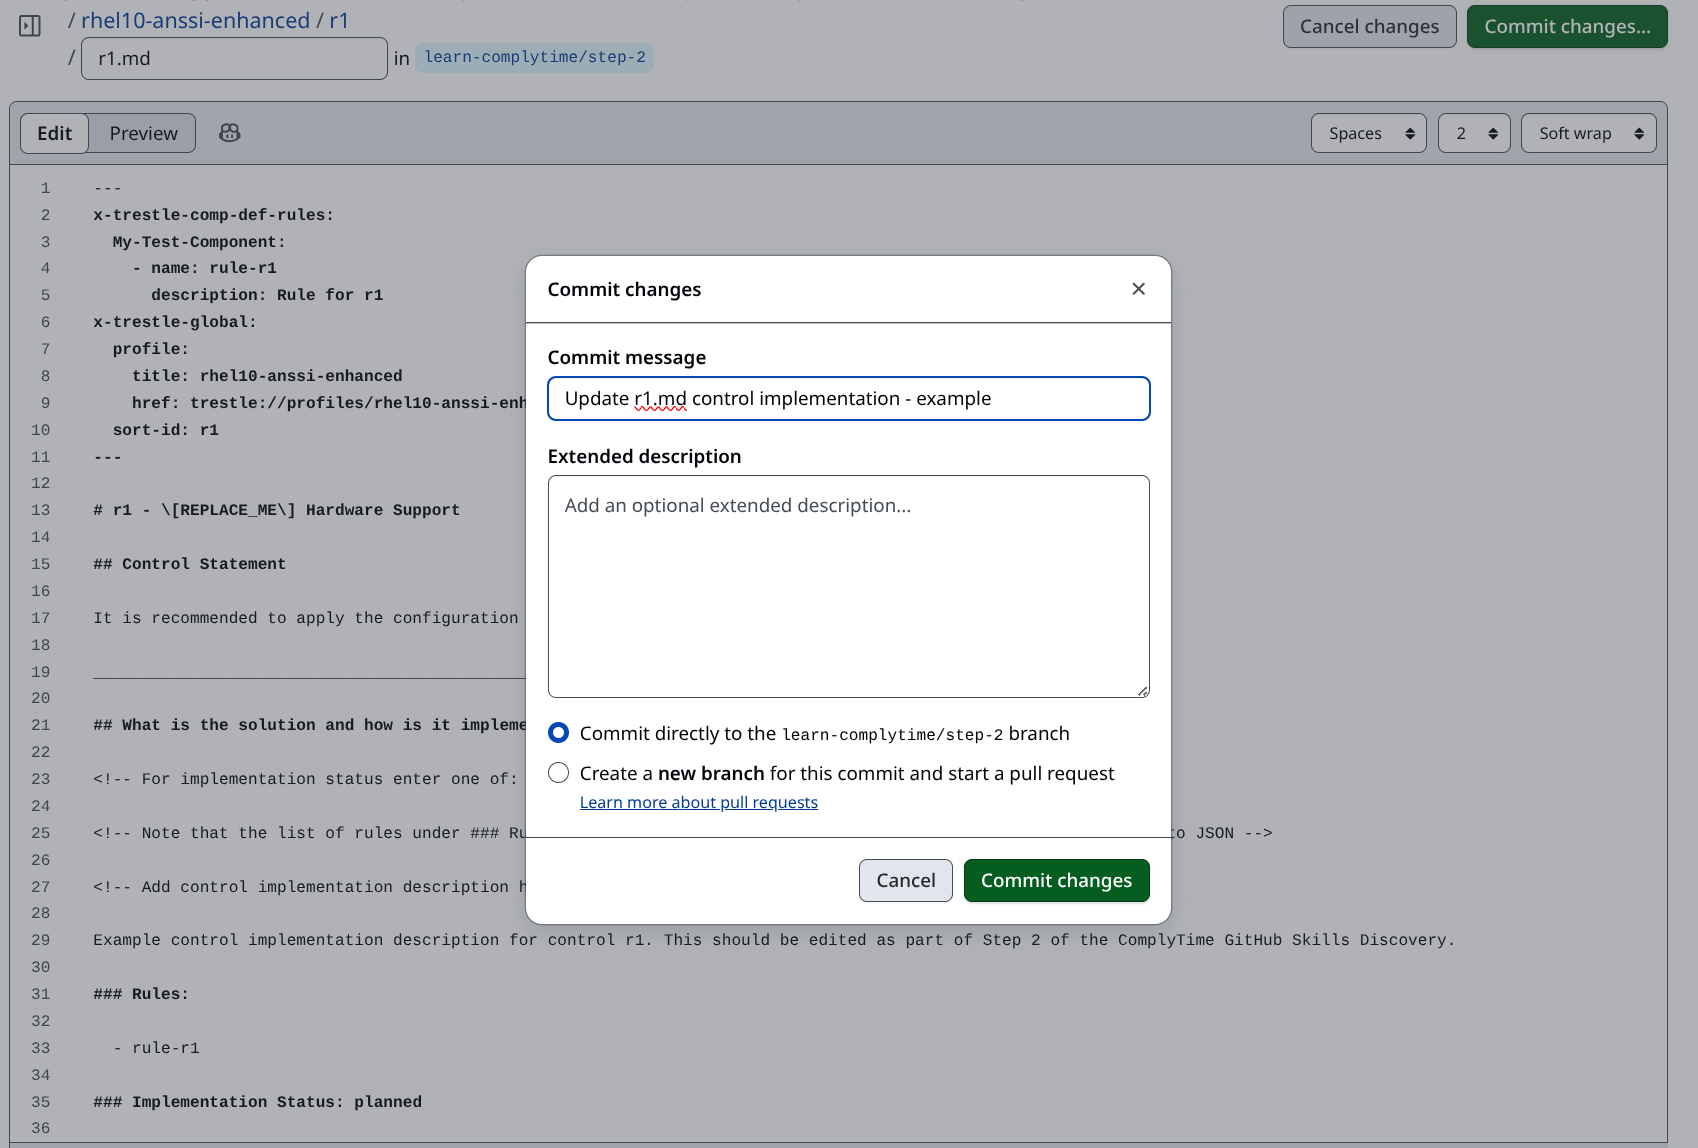 / rhel10-anssi-enhanced / r1
/ r1.md in learn-complytime/step-2
Cancel changes
Commit changes...
Edit
Preview
Spaces
2
Soft wrap
1 ---
2 x-trestle-comp-def-rules:
3 My-Test-Component:
4 - name: rule-r1
5 description: Rule for r1
6 x-trestle-global:
7 profile:
8 title: rhel10-anssi-enhanced
9 href: trestle://profiles/rhel10-anssi-enh
10 sort-id: r1
11 ---
12
13 # r1 - \[REPLACE_ME\] Hardware Support
14
15 ## Control Statement
16
17 It is recommended to apply the configuration
18
19 ______________________________________________
20
21 ## What is the solution and how is it impleme
22
23 <!-- For implementation status enter one of:
24
25 <!-- Note that the list of rules under ### Ru to JSON -->
26
27 <!-- Add control implementation description h
28
29 Example control implementation description for control r1. This should be edited as part of Step 2 of the ComplyTime GitHub Skills Discovery.
30
31 ### Rules:
32
33 - rule-r1
34
35 ### Implementation Status: planned
36
Commit changes
Commit message
Update r1.md control implementation - example
Extended description
Add an optional extended description...
Commit directly to the learn-complytime/step-2 branch
Create a new branch for this commit and start a pull request
Learn more about pull requests
Cancel
Commit changes